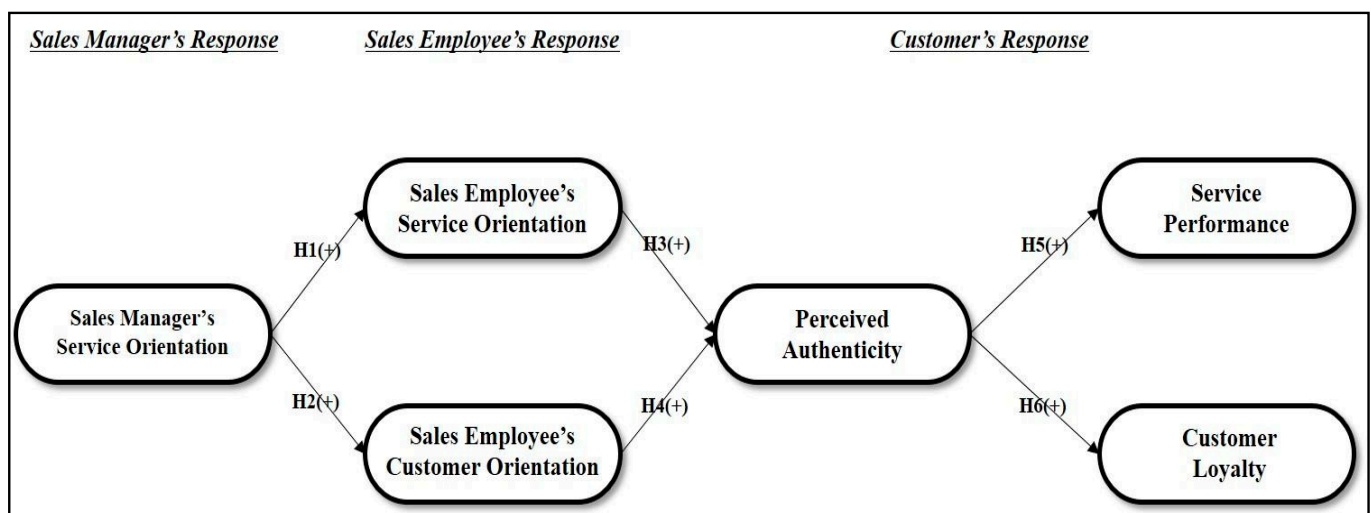 Sales Manager’s Response
Sales Employee’s Response
Customer’s Response
Sales Employee’s
Service Orientation
Service
Performance
H1(+)
H3(+)
H5(+)
Sales Manager’s
Service Orientation
Perceived
Authenticity
H2(+)
H4(+)
H6(+)
Sales Employee’s
Customer Orientation
Customer
Loyalty